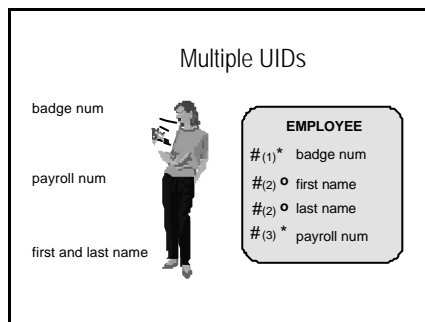 Multiple UIDs
badge num
payroll num
first and last name
EMPLOYEE
#(1)* badge num
#(2) o first name
#(2) o last name
#(3) * payroll num